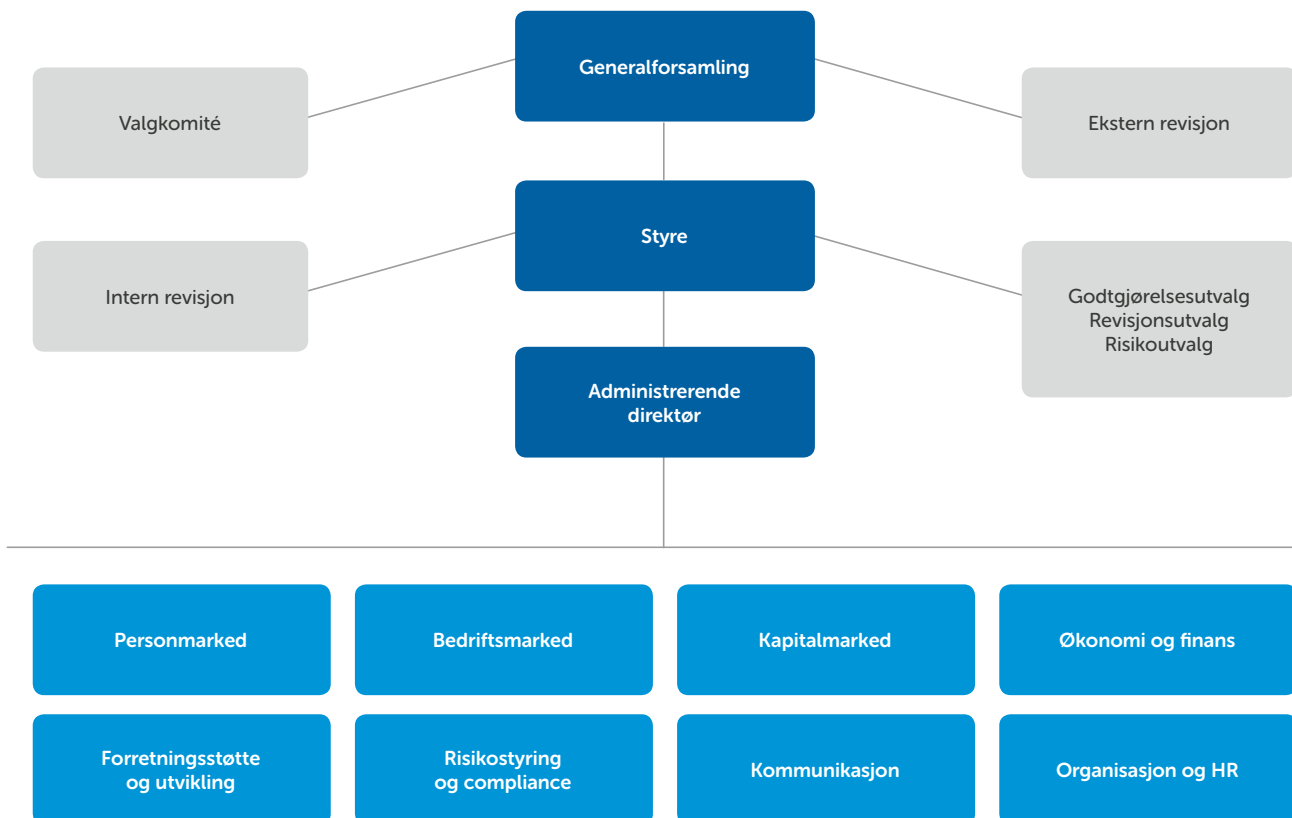 Generalforsamling
Valgkomité
Ekstern revisjon
Styre
Intern revisjon
Godtgjørelsesutvalg
Revisjonsutvalg
Risikoutvalg
Administrerende
direktør
Personmarked
Bedriftsmarked
Kapitalmarked
Økonomi og finans
Forretningsstøtte
og utvikling
Risikostyring
og compliance
Kommunikasjon
Organisasjon og HR